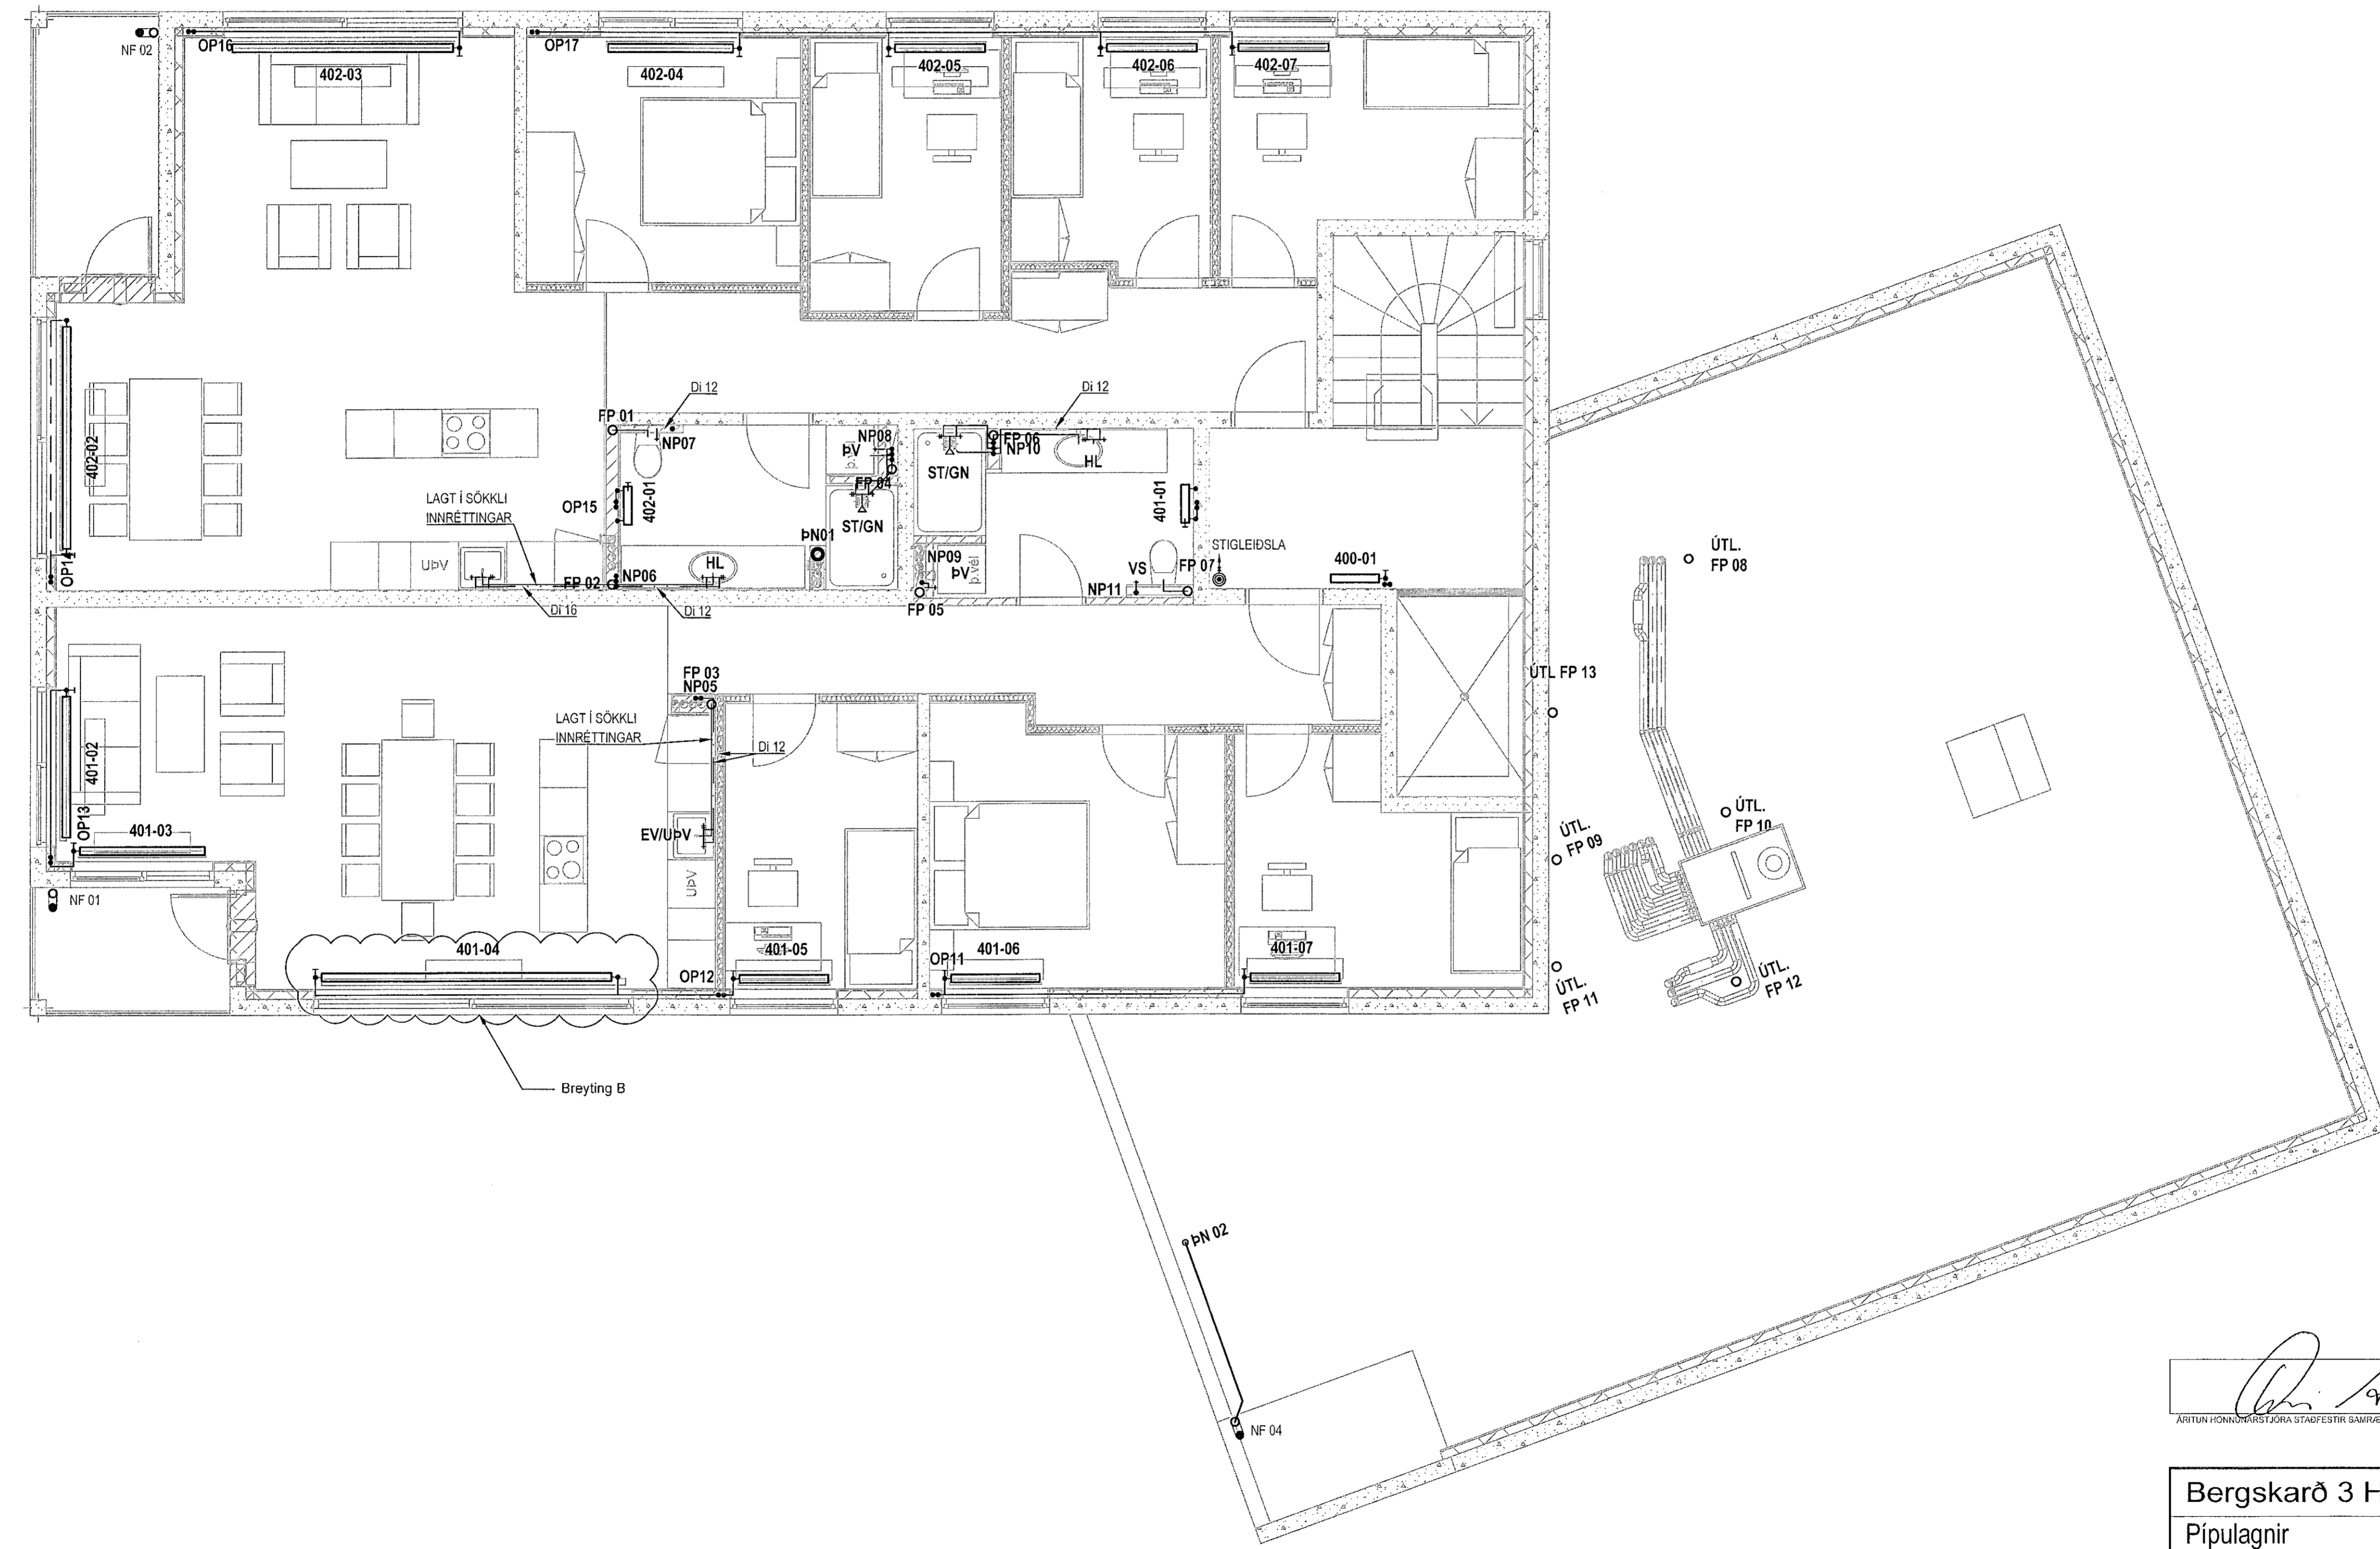 NF 02
OP16
402-03
OP17
402-04
402-05
402-06
402-07
402-02
OP14
FP 01
Di 12
NP07
NP08
ÞV
FP 04
ST/GN
OP15
402-01
LAGT Í SÖKKLI
INNRÉTTINGAR
UÞV
FP 02
NP06
HL
ÞN01
Di 16
Di 12
Di 12
FP 06
NP10
HL
ST/GN
401-01
NP09
ÞV
þ.vél
FP 05
VS
NP11
FP 07
STIGLEIÐSLA
400-01
ÚTL.
FP 08
ÚTL FP 13
FP 03
NP05
LAGT Í SÖKKLI
INNRÉTTINGAR
Di 12
401-02
OP13
401-03
EV/UÞV
UÞV
NF 01
401-04
OP12
401-05
OP11
401-06
401-07
ÚTL.
FP 09
ÚTL.
FP 10
ÚTL.
FP 11
ÚTL.
FP 12
Breyting B
ÞN 02
NF 04
ÁRITUN HÖNNUNARSTJÓRA STAÐFESTIR SAMRÆ
Bergskarð 3 H
Pípulagnir